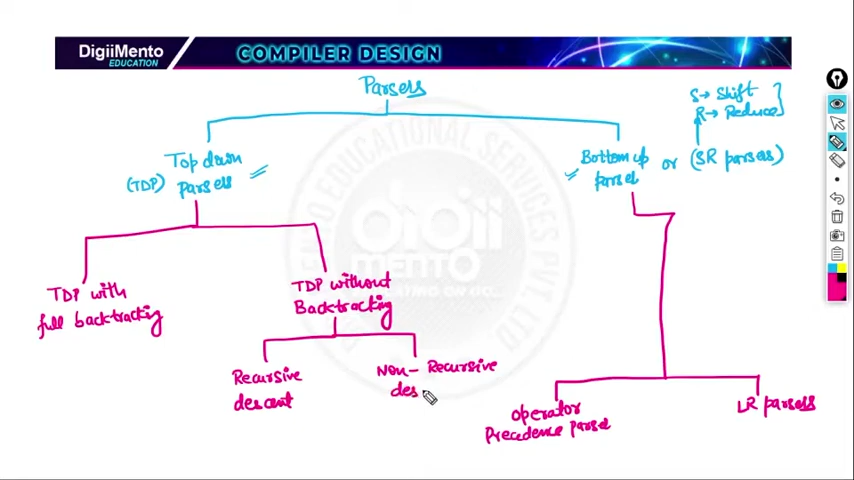 DigiiMento
EDUCATION
COMPILER DESIGN
Parsers
S → Shift
R → Reduce
Top down
(TDP) parsers
Bottom up or (SR parsers)
parser
TDP with
full backtracking
TDP without
Backtracking
Recursive
descent
Non- Recursive
des
operator
Precedence parser
LR parsers